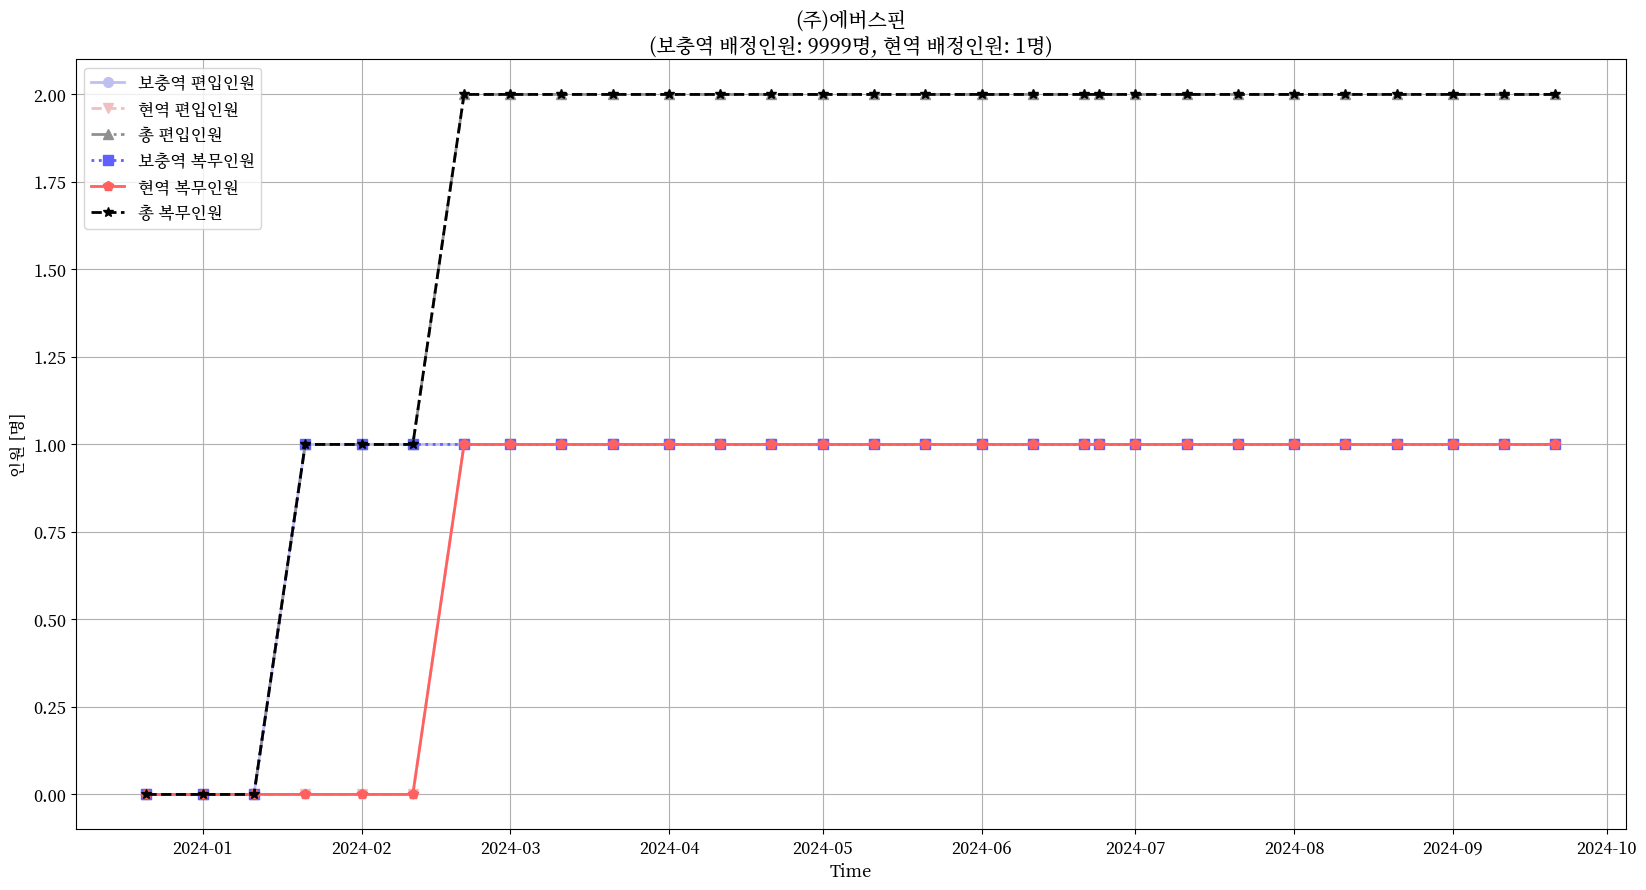 (주)에버스핀
(보충역 배정인원: 9999명, 현역 배정인원: 1명)
보충역 편입인원
현역 편입인원
총 편입인원
보충역 복무인원
현역 복무인원
총 복무인원
2.00
1.75
1.50
1.25
1.00
0.75
0.50
0.25
0.00
인원 [명]
2024-01 2024-02 2024-03 2024-04 2024-05 2024-06 2024-07 2024-08 2024-09 2024-10
Time